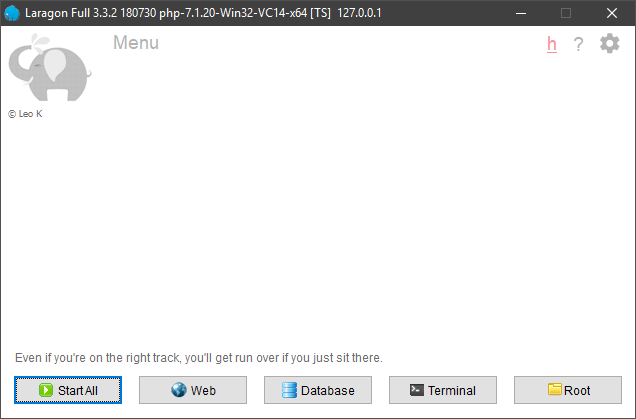 Laragon Full 3.3.2 180730 php-7.1.20-Win32-VC14-x64 [TS]  127.0.0.1
Menu
h ?
© Leo K
Even if you're on the right track, you'll get run over if you just sit there.
Start All
Web
Database
Terminal
Root